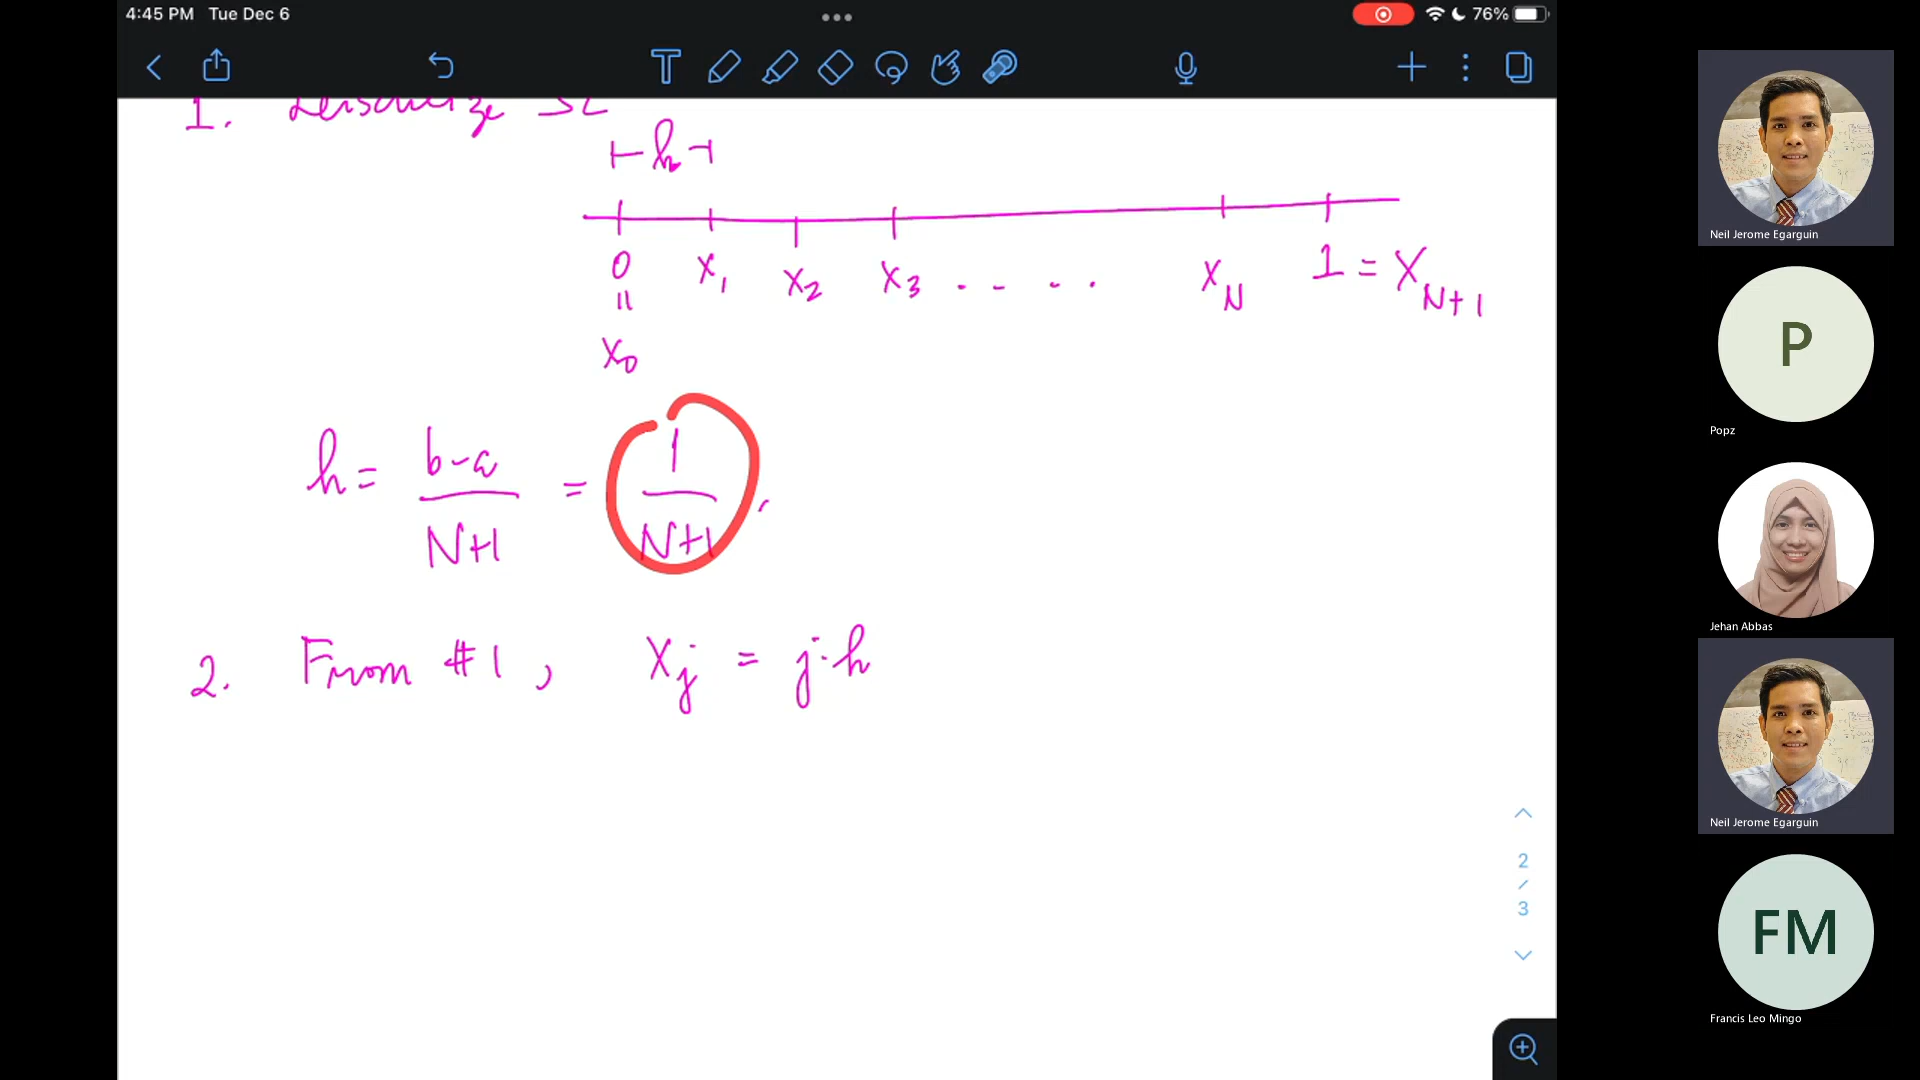 4:45 PM Tue Dec 6
76%
1. Ω
h
0 x₁ x₂ x₃ . . . . x_N 1 = x_{N+1}
=
x₀
h = (b-a)/(N+1) = 1/(N+1) ,
2. From #1, x_j = j·h
2
/
3
Neil Jerome Egarguin
P
Popz
Jehan Abbas
Neil Jerome Egarguin
FM
Francis Leo Mingo